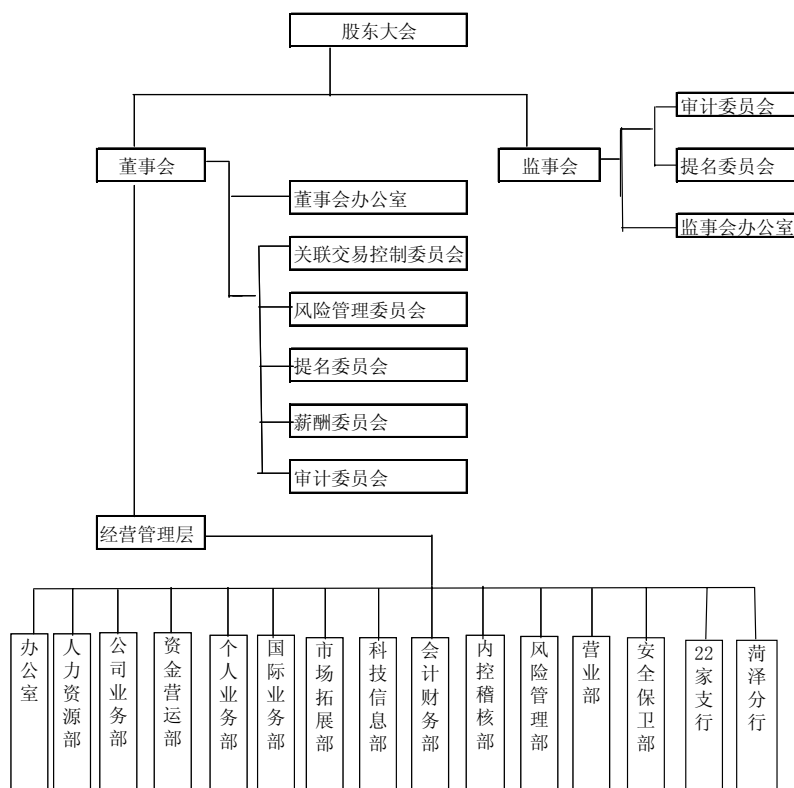 股东大会
审计委员会
董事会
监事会
提名委员会
董事会办公室
监事会办公室
关联交易控制委员会
风险管理委员会
提名委员会
薪酬委员会
审计委员会
经营管理层
办公室
人力资源部
公司业务部
资金营运部
个人业务部
国际业务部
市场拓展部
科技信息部
会计财务部
内控稽核部
风险管理部
营业部
安全保卫部
22家支行
菏泽分行